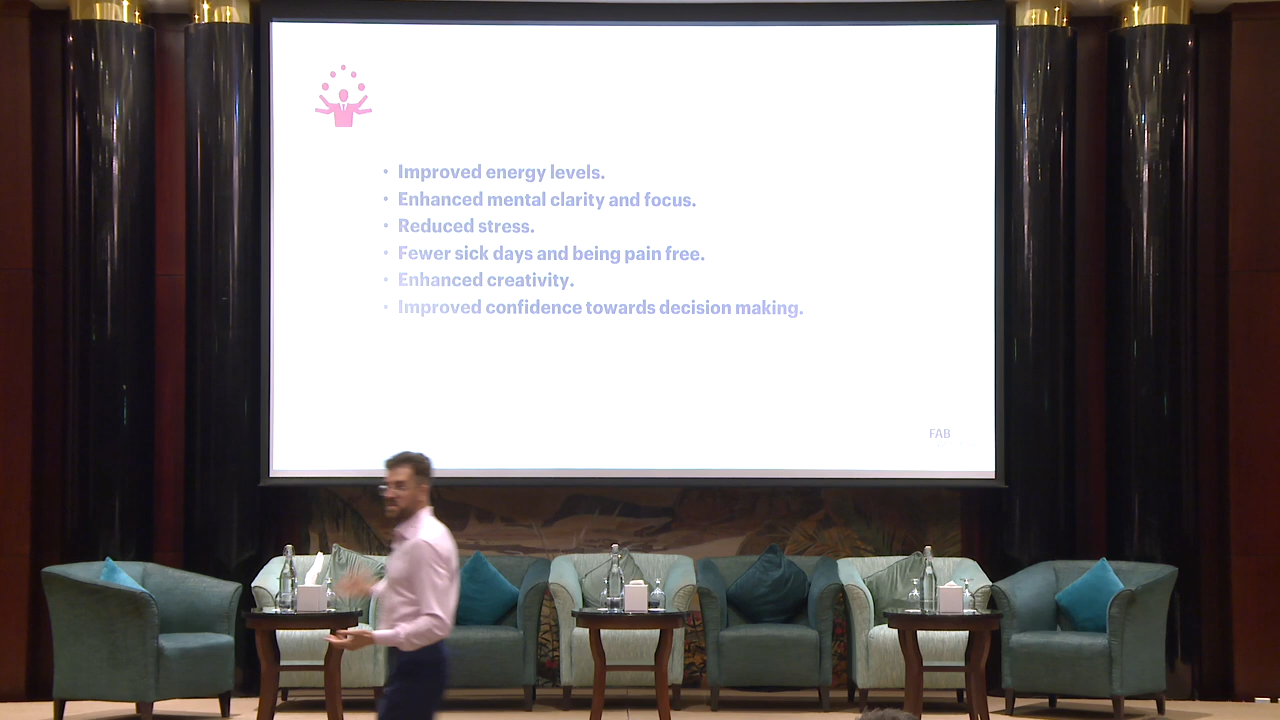 • Improved energy levels.
• Enhanced mental clarity and focus.
• Reduced stress.
• Fewer sick days and being pain free.
• Enhanced creativity.
• Improved confidence towards decision making.
FAB